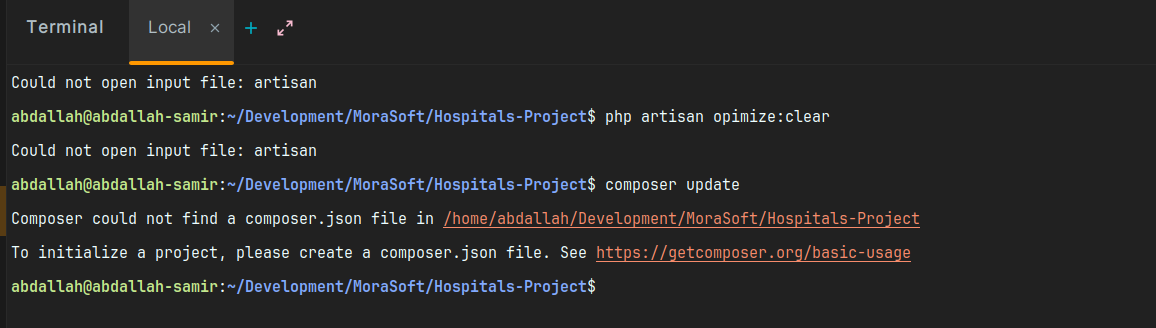 Terminal Local × +
Could not open input file: artisan
abdallah@abdallah-samir:~/Development/MoraSoft/Hospitals-Project$ php artisan opimize:clear
Could not open input file: artisan
abdallah@abdallah-samir:~/Development/MoraSoft/Hospitals-Project$ composer update
Composer could not find a composer.json file in /home/abdallah/Development/MoraSoft/Hospitals-Project
To initialize a project, please create a composer.json file. See https://getcomposer.org/basic-usage
abdallah@abdallah-samir:~/Development/MoraSoft/Hospitals-Project$